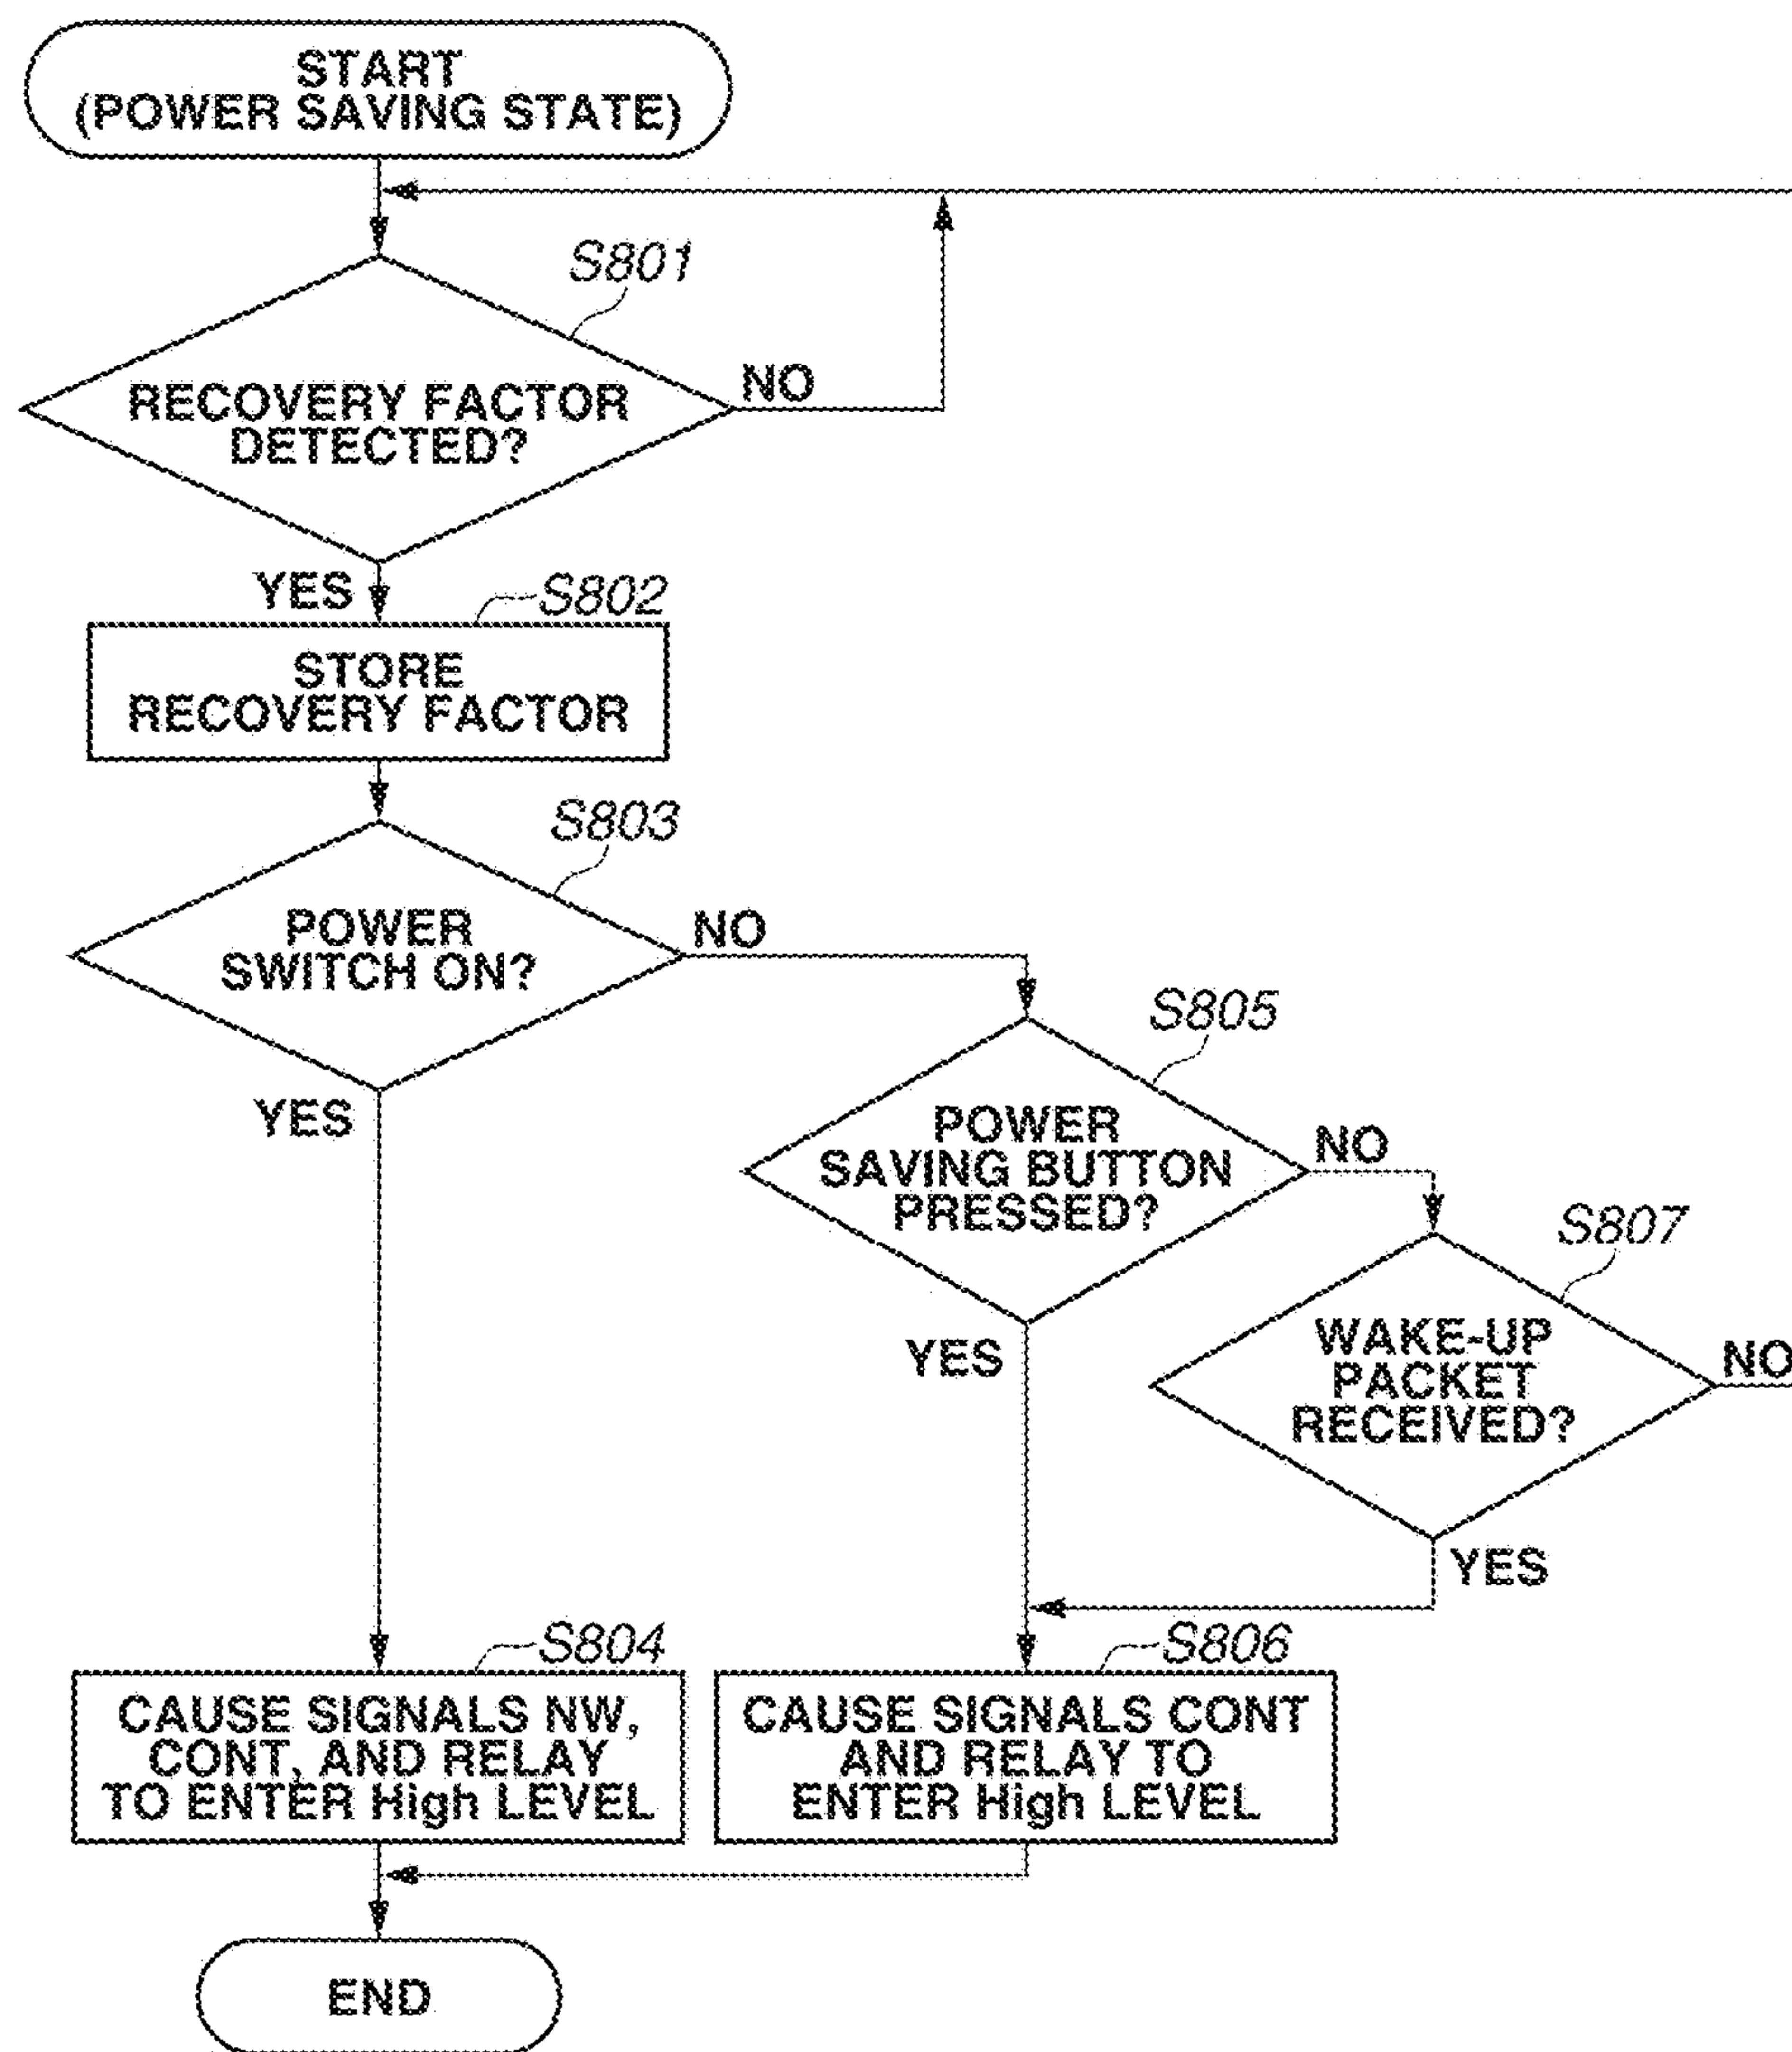 START
(POWER SAVING STATE)
S801
RECOVERY FACTOR
DETECTED?
NO
YES
S802
STORE
RECOVERY FACTOR
S803
POWER
SWITCH ON?
NO
YES
S805
POWER
SAVING BUTTON
PRESSED?
NO
YES
S807
WAKE-UP
PACKET
RECEIVED?
NO
YES
S804
CAUSE SIGNALS NW,
CONT, AND RELAY
TO ENTER High LEVEL
S806
CAUSE SIGNALS CONT
AND RELAY TO
ENTER High LEVEL
END